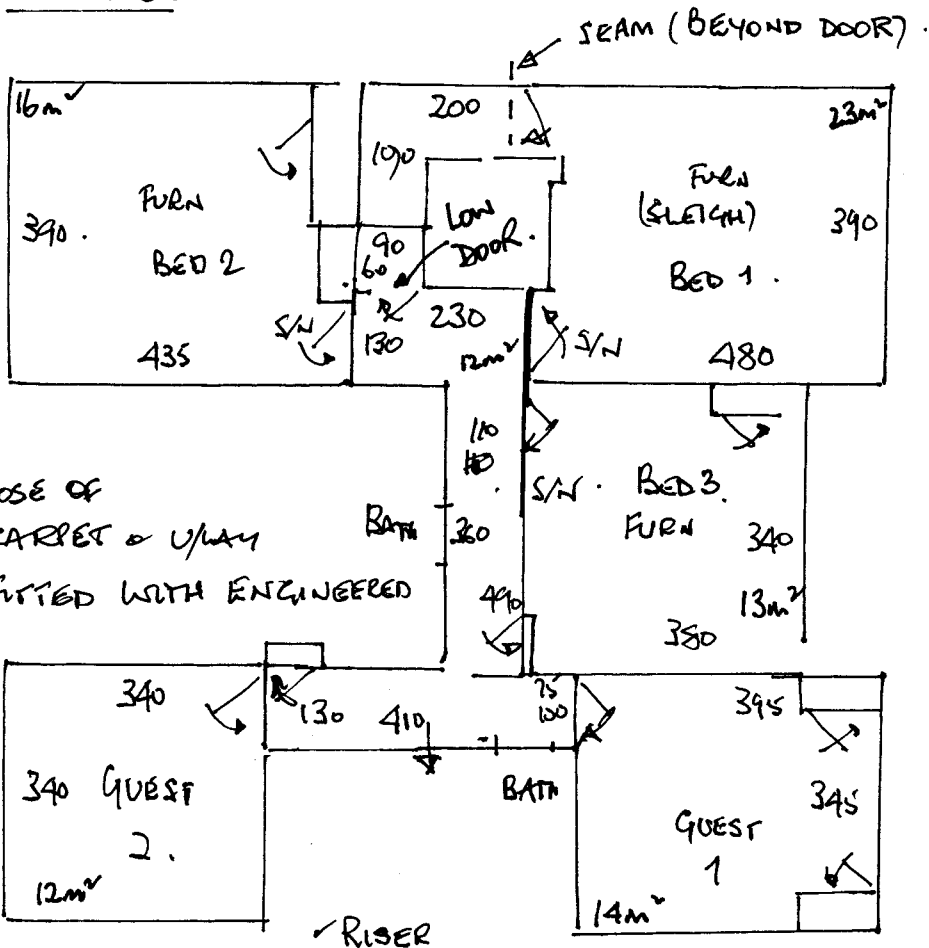 SEAM (BEYOND DOOR).
16m²
200
23m²
1090
FURN
390.
BED 2
LOW
DOOR.
FURN
(SLEIGH)
390
BED 1.
90
60
230
S/N
130
12m²
S/N
435
480
110
S/N.
BED 3.
FURN
OSE OF
CARPET & U/LAY
BATH
360
340
FITTED WITH ENGINEERED
490
13m²
380
340
130
410
75
100
395
340
GUEST
2.
BATH
345
GUEST
1
12m²
14m²
RISER